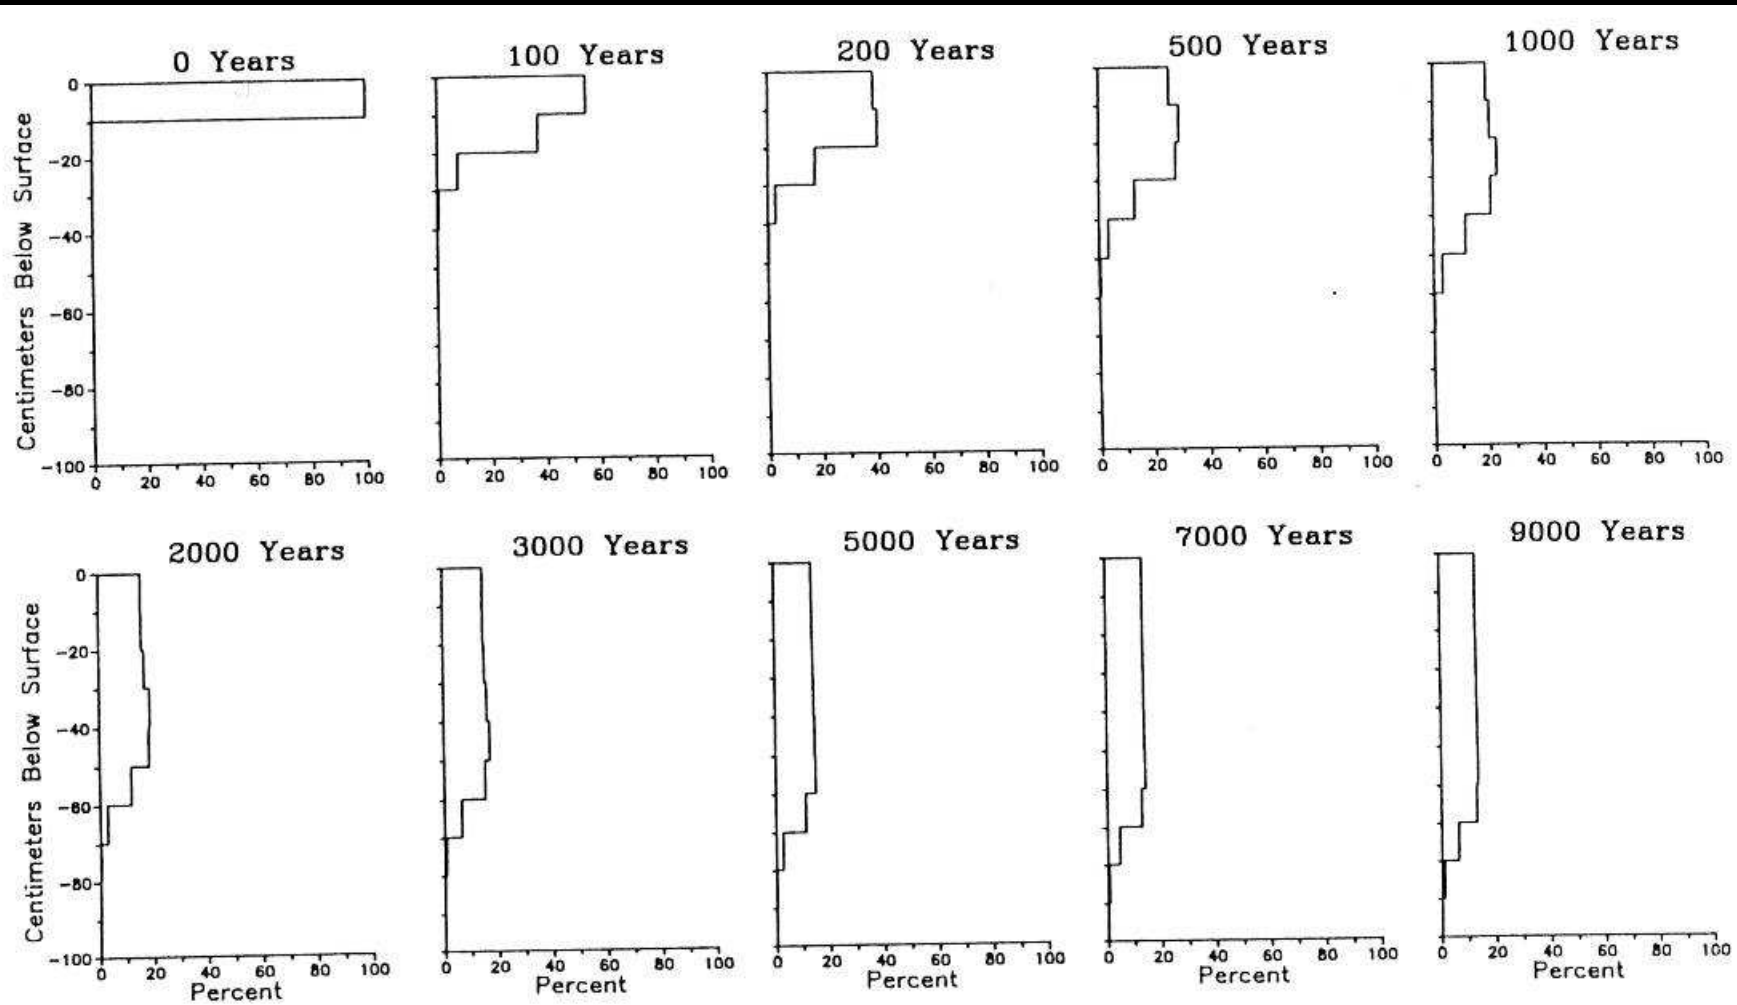 0 Years
100 Years
200 Years
500 Years
1000 Years
Centimeters Below Surface
0
-20
-40
-60
-80
-100
0 20 40 60 80 100
0 20 40 60 80 100
0 20 40 60 80 100
0 20 40 60 80 100
0 20 40 60 80 100
2000 Years
3000 Years
5000 Years
7000 Years
9000 Years
Centimeters Below Surface
0
-20
-40
-60
-80
-100
0 20 40 60 80 100
0 20 40 60 80 100
0 20 40 60 80 100
0 20 40 60 80 100
0 20 40 60 80 100
Percent
Percent
Percent
Percent
Percent